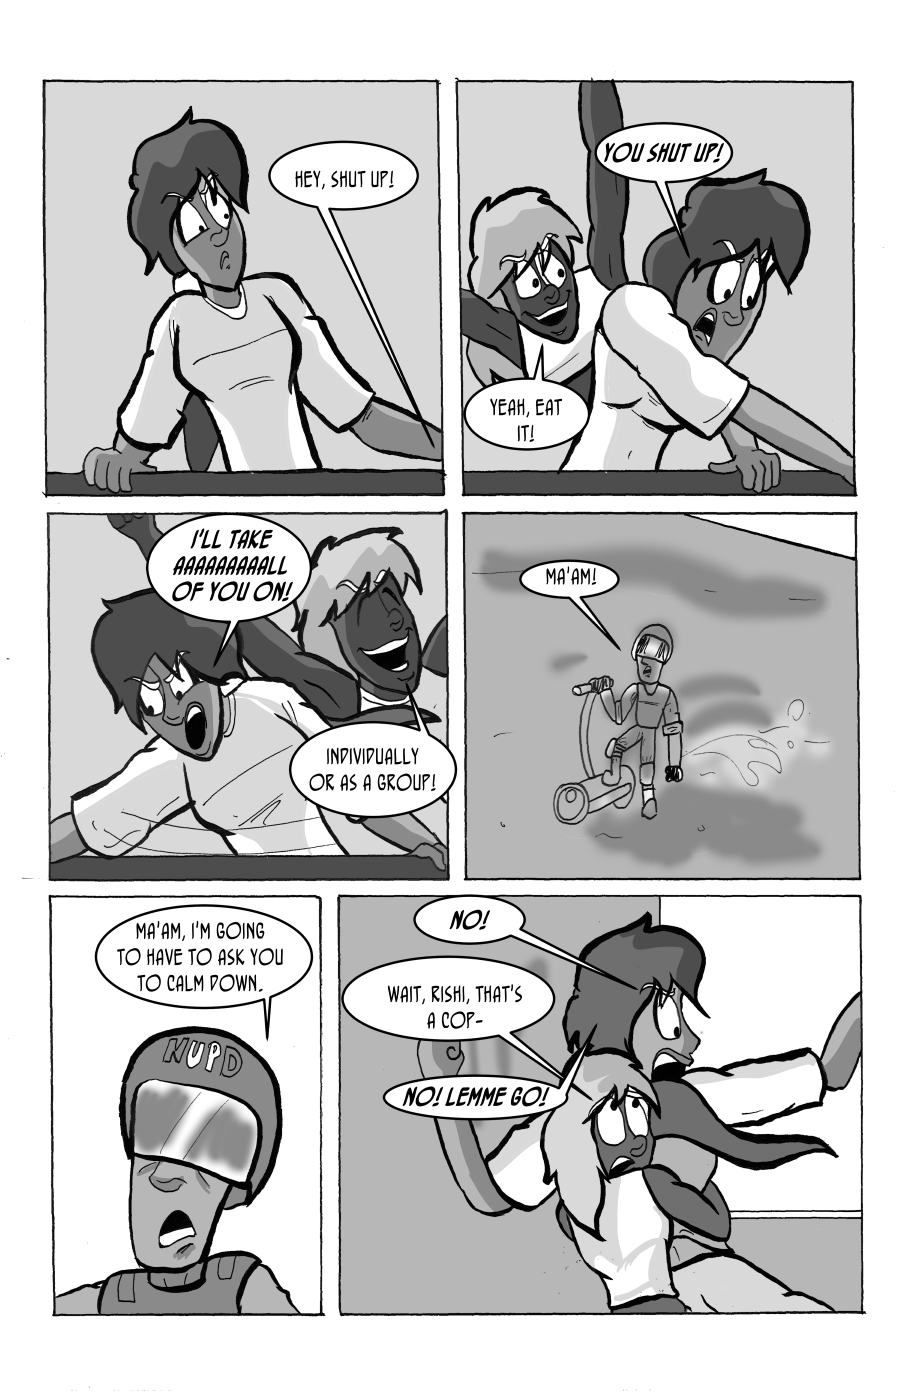 HEY, SHUT UP!
YOU SHUT UP!
YEAH, EAT
IT!
I'LL TAKE
AAAAAAAAALL
OF YOU ON!
INDIVIDUALLY
OR AS A GROUP!
MA'AM!
MA'AM, I'M GOING
TO HAVE TO ASK YOU
TO CALM DOWN.
NUPD
NO!
WAIT, RISHI, THAT'S
A COP-
NO! LEMME GO!